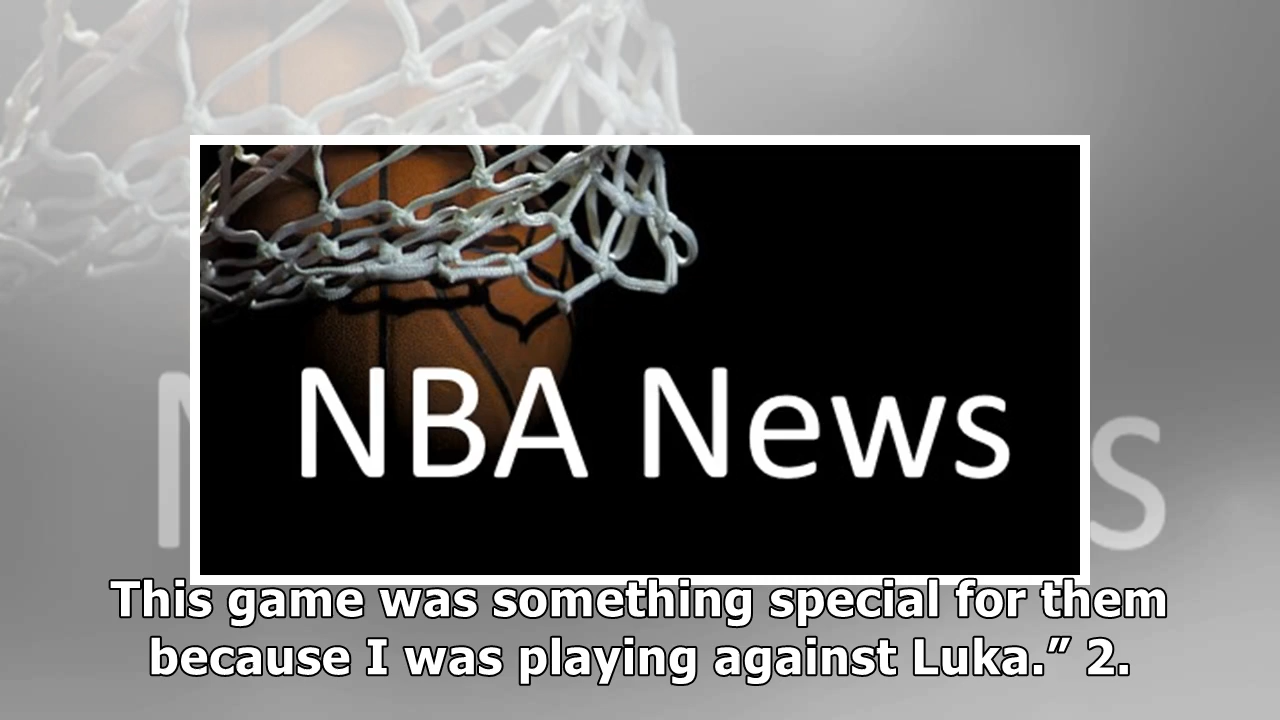 NBA News
This game was something special for them
because I was playing against Luka.” 2.